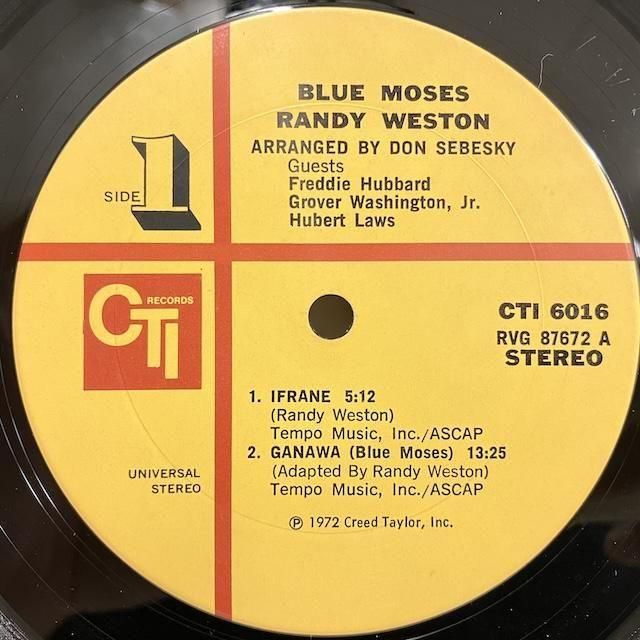 BLUE MOSES
RANDY WESTON
ARRANGED BY DON SEBESKY
Guests
Freddie Hubbard
Grover Washington, Jr.
Hubert Laws
SIDE 1
CTI RECORDS
CTI 6016
RVG 87672 A
STEREO
1. IFRANE 5:12
(Randy Weston)
Tempo Music, Inc./ASCAP
2. GANAWA (Blue Moses) 13:25
(Adapted By Randy Weston)
Tempo Music, Inc./ASCAP
UNIVERSAL
STEREO
℗ 1972 Creed Taylor, Inc.